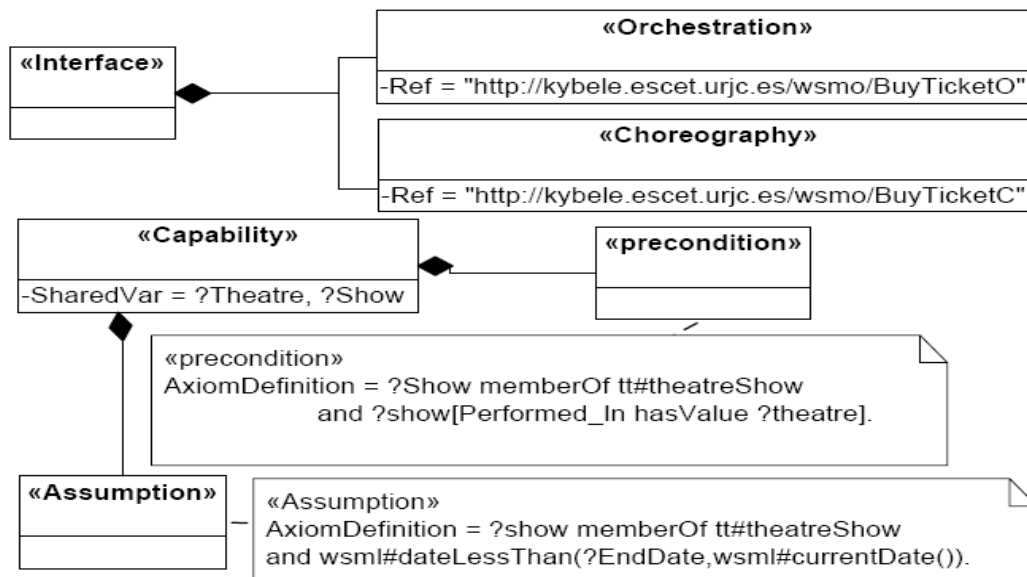 «Orchestration»
«Interface»
-Ref = "http://kybele.escet.urjc.es/wsmo/BuyTicketO"
«Choreography»
-Ref = "http://kybele.escet.urjc.es/wsmo/BuyTicketC"
«Capability»
«precondition»
-SharedVar = ?Theatre, ?Show
«precondition»
AxiomDefinition = ?Show memberOf tt#theatreShow
and ?show[Performed_In hasValue ?theatre].
«Assumption»
«Assumption»
AxiomDefinition = ?show memberOf tt#theatreShow
and wsml#dateLessThan(?EndDate,wsml#currentDate()).